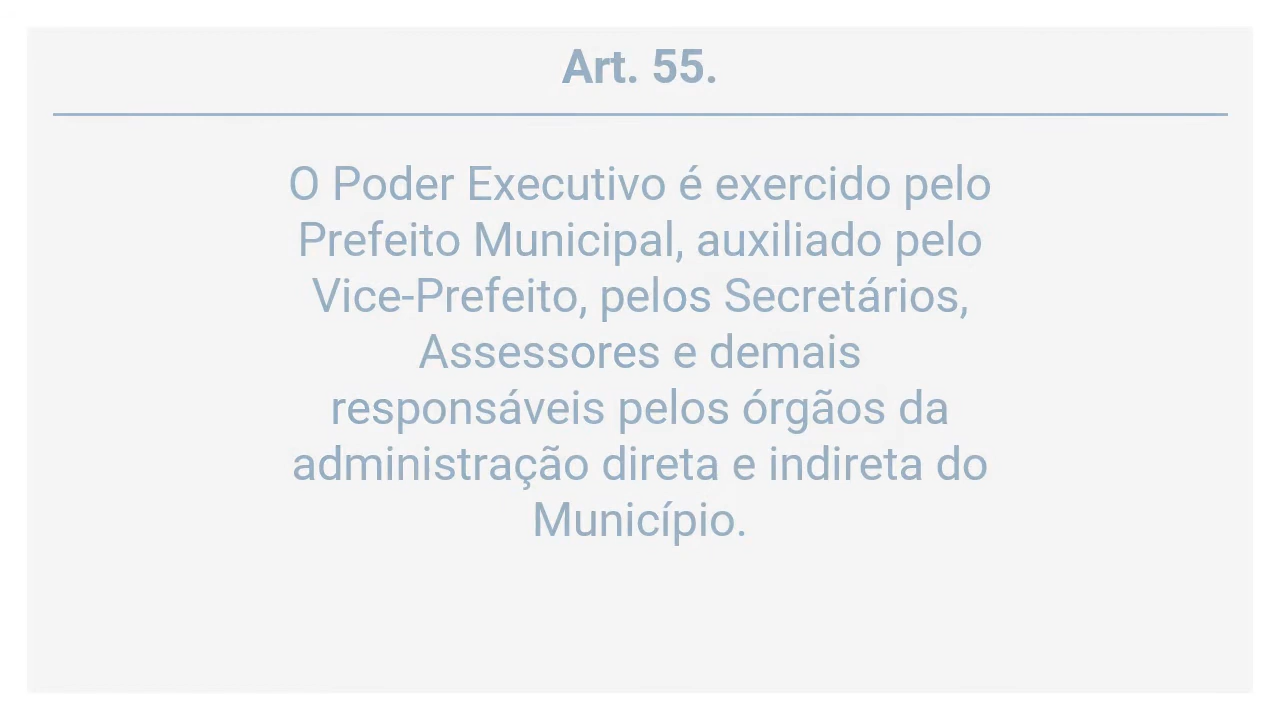 Art. 55.
O Poder Executivo é exercido pelo
Prefeito Municipal, auxiliado pelo
Vice-Prefeito, pelos Secretários,
Assessores e demais
responsáveis pelos órgãos da
administração direta e indireta do
Município.